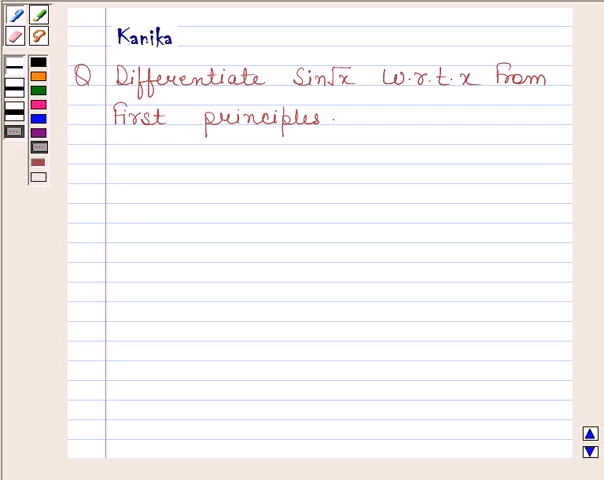 Kanika
Q Differentiate Sin√x w.r.t.x From
First principles.